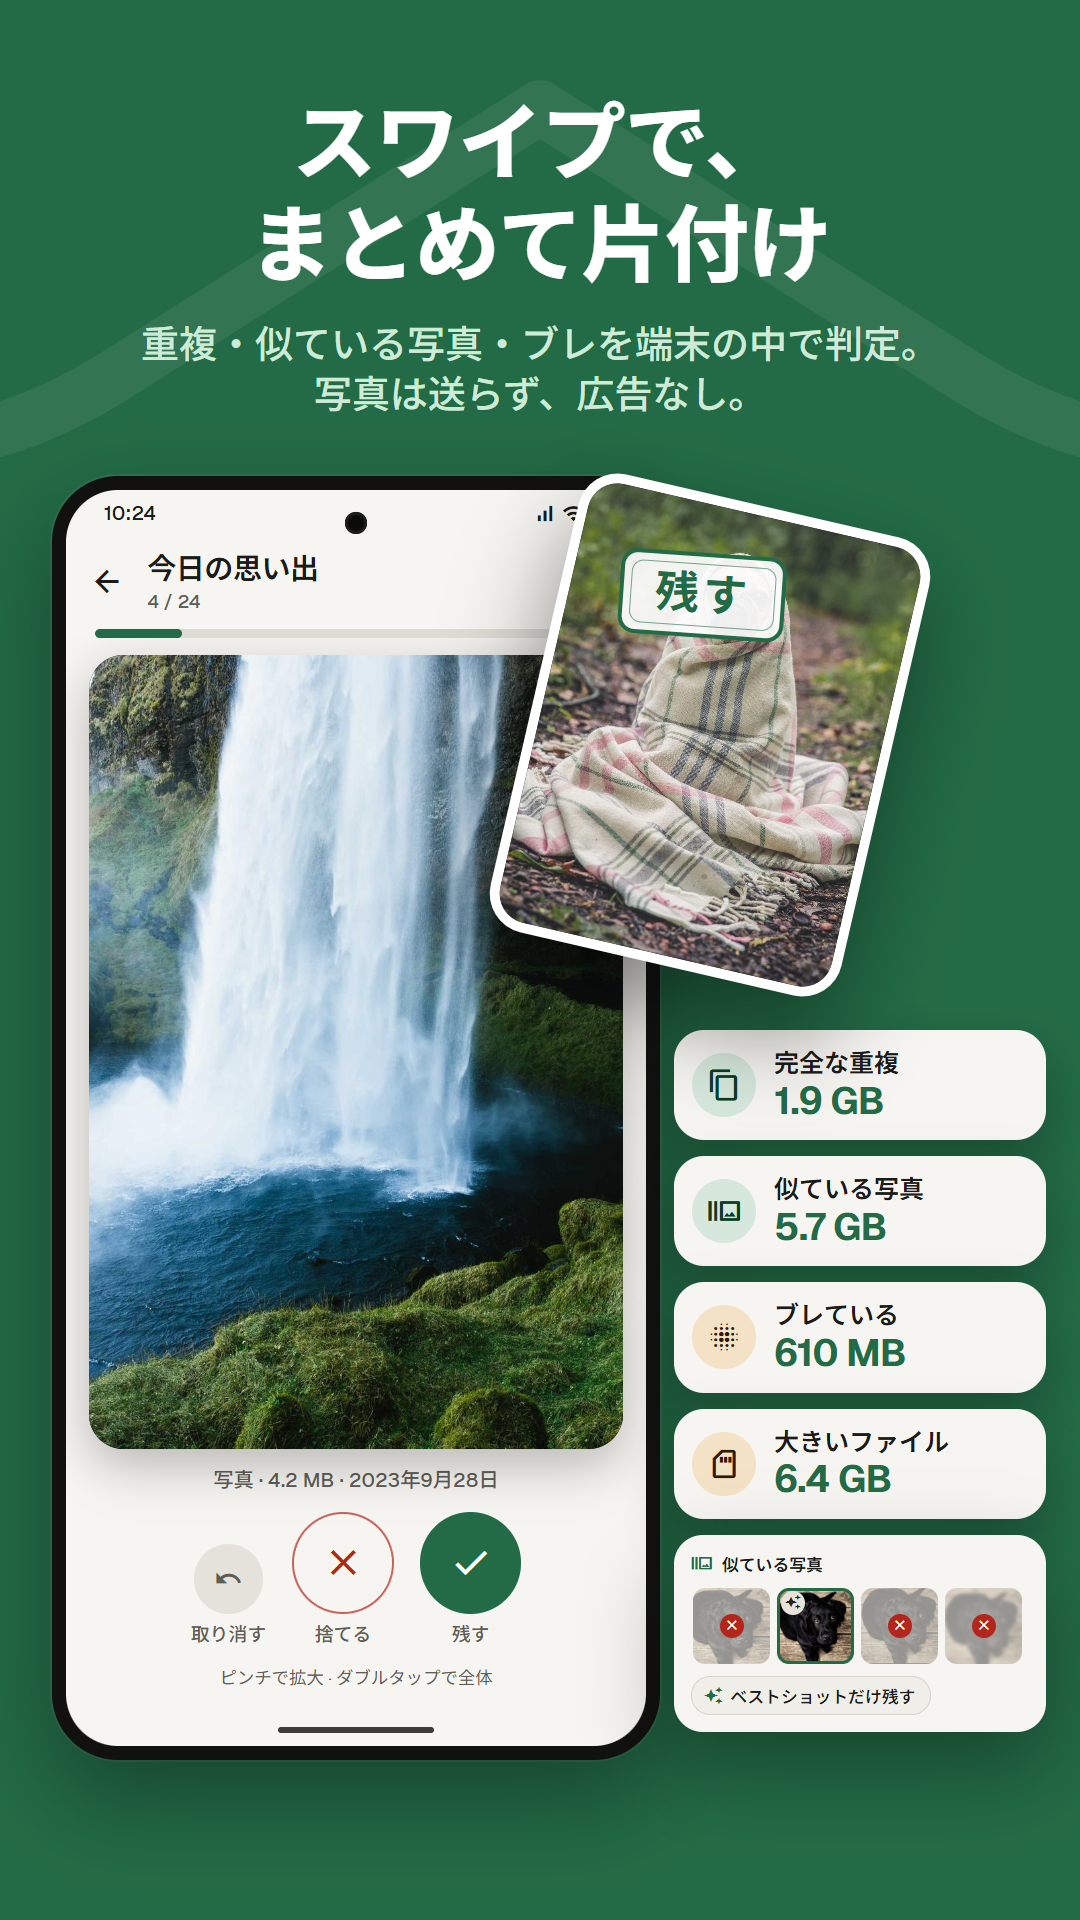 スワイプで、
まとめて片付け
重複・似ている写真・ブレを端末の中で判定。
写真は送らず、広告なし。
10:24
今日の思い出
4 / 24
残す
写真 · 4.2 MB · 2023年9月28日
取り消す
捨てる
残す
ピンチで拡大 · ダブルタップで全体
完全な重複
1.9 GB
似ている写真
5.7 GB
ブレている
610 MB
大きいファイル
6.4 GB
似ている写真
ベストショットだけ残す